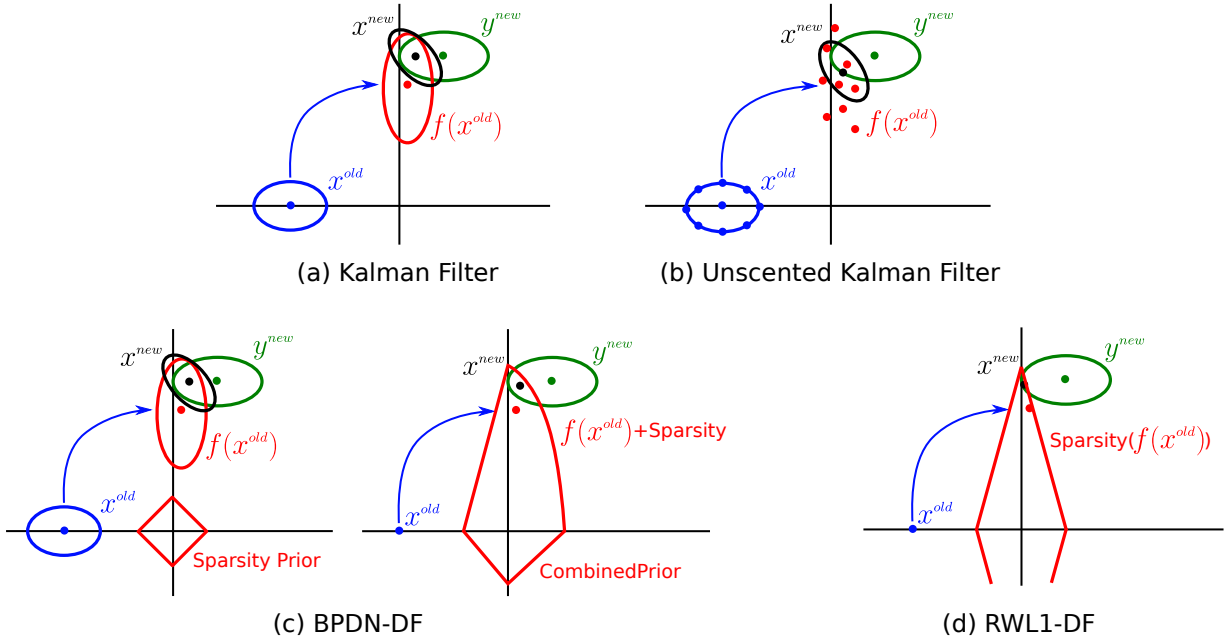 x^new
y^new
f(x^old)
x^old
(a) Kalman Filter
x^new
y^new
f(x^old)
x^old
(b) Unscented Kalman Filter
x^new
y^new
f(x^old)
x^old
Sparsity Prior
x^new
y^new
f(x^old)+Sparsity
x^old
CombinedPrior
(c) BPDN-DF
x^new
y^new
Sparsity(f(x^old))
x^old
(d) RWL1-DF